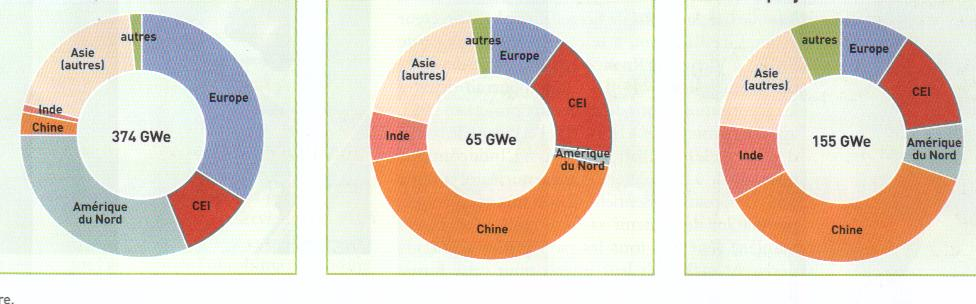 autres
Asie
(autres)
Europe
Inde
Chine
374 GWe
Amérique
du Nord
CEI
autres
Europe
Asie
(autres)
CEI
Inde
65 GWe
Amérique
du Nord
Chine
autres
Europe
Asie
(autres)
CEI
Inde
155 GWe
Amérique
du Nord
Chine
re.